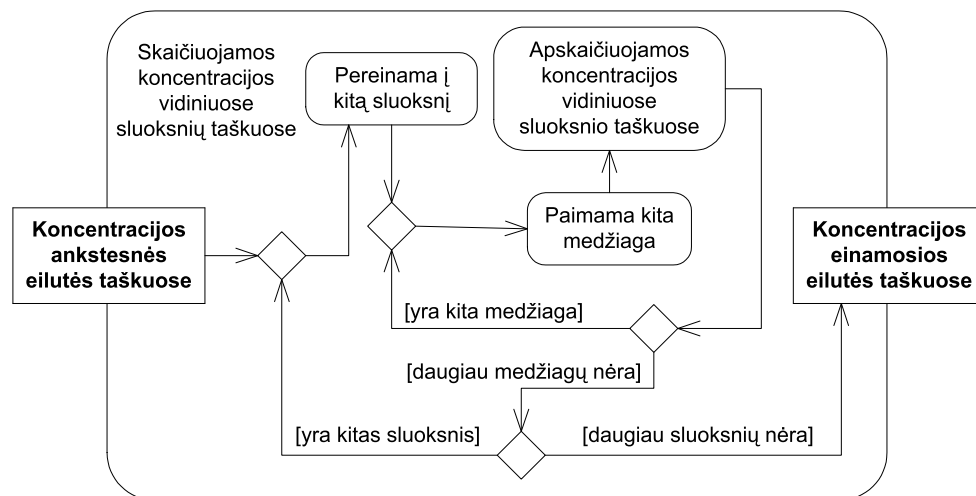 Skaičiuojamos
koncentracijos
vidiniuose
sluoksnių taškuose
Pereinama į
kitą sluoksnį
Apskaičiuojamos
koncentracijos
vidiniuose
sluoksnio taškuose
Koncentracijos
ankstesnės
eilutės taškuose
Paimama kita
medžiaga
Koncentracijos
einamosios
eilutės taškuose
[yra kita medžiaga]
[daugiau medžiagų nėra]
[yra kitas sluoksnis]
[daugiau sluoksnių nėra]